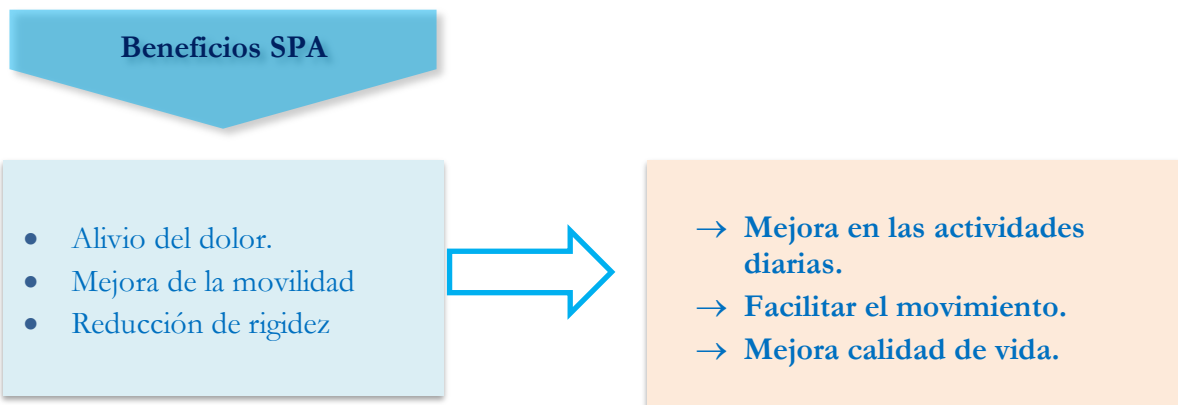 Beneficios SPA
• Alivio del dolor.
• Mejora de la movilidad
• Reducción de rigidez
→ Mejora en las actividades
diarias.
→ Facilitar el movimiento.
→ Mejora calidad de vida.